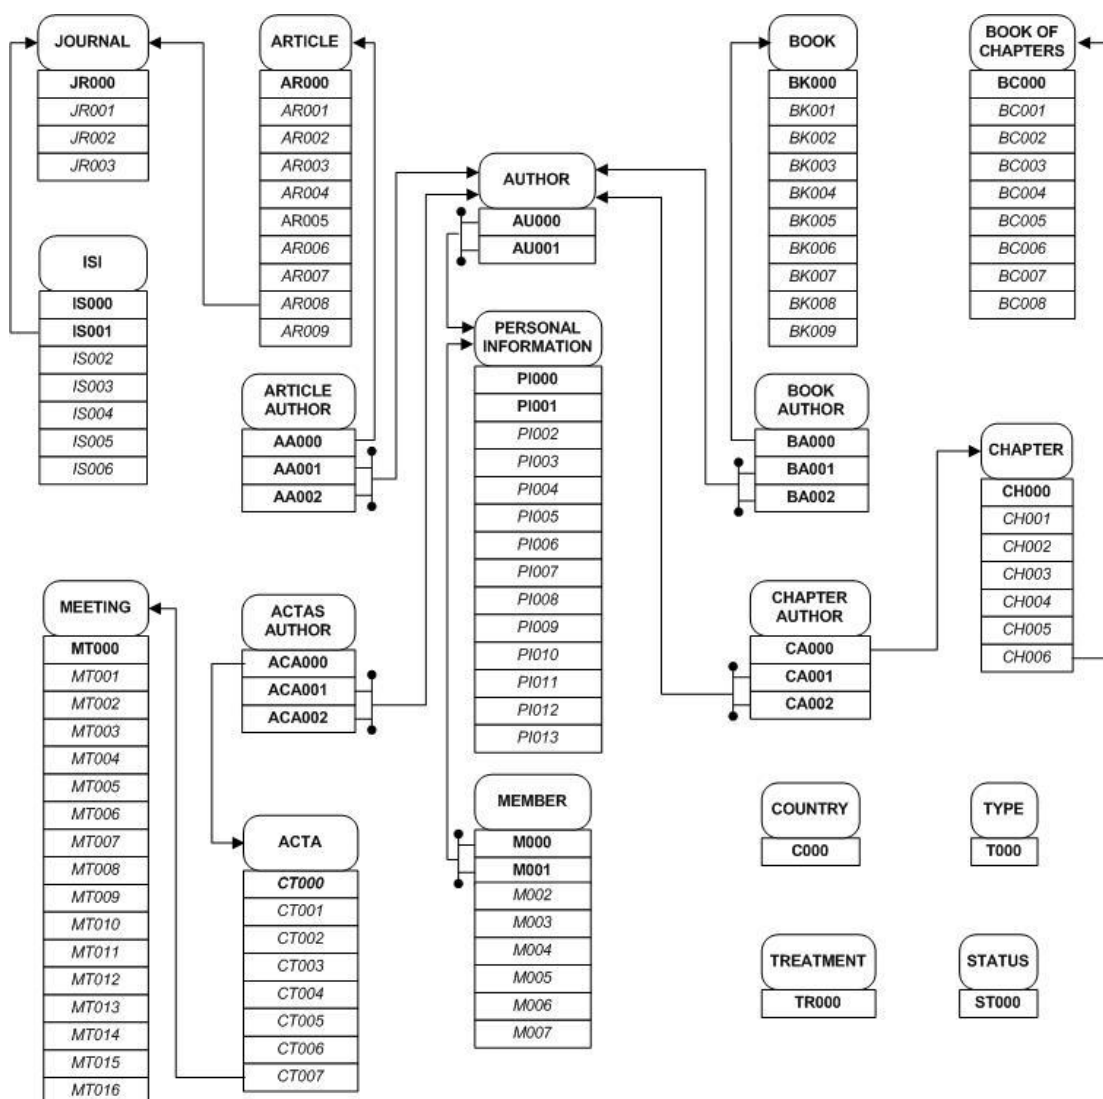 JOURNAL
JR000
JR001
JR002
JR003
ISI
IS000
IS001
IS002
IS003
IS004
IS005
IS006
MEETING
MT000
MT001
MT002
MT003
MT004
MT005
MT006
MT007
MT008
MT009
MT010
MT011
MT012
MT013
MT014
MT015
MT016
ARTICLE
AR000
AR001
AR002
AR003
AR004
AR005
AR006
AR007
AR008
AR009
ARTICLE
AUTHOR
AA000
AA001
AA002
ACTAS
AUTHOR
ACA000
ACA001
ACA002
ACTA
CT000
CT001
CT002
CT003
CT004
CT005
CT006
CT007
AUTHOR
AU000
AU001
PERSONAL
INFORMATION
PI000
PI001
PI002
PI003
PI004
PI005
PI006
PI007
PI008
PI009
PI010
PI011
PI012
PI013
MEMBER
M000
M001
M002
M003
M004
M005
M006
M007
BOOK
BK000
BK001
BK002
BK003
BK004
BK005
BK006
BK007
BK008
BK009
BOOK
AUTHOR
BA000
BA001
BA002
CHAPTER
AUTHOR
CA000
CA001
CA002
COUNTRY
C000
TREATMENT
TR000
BOOK OF
CHAPTERS
BC000
BC001
BC002
BC003
BC004
BC005
BC006
BC007
BC008
CHAPTER
CH000
CH001
CH002
CH003
CH004
CH005
CH006
TYPE
T000
STATUS
ST000